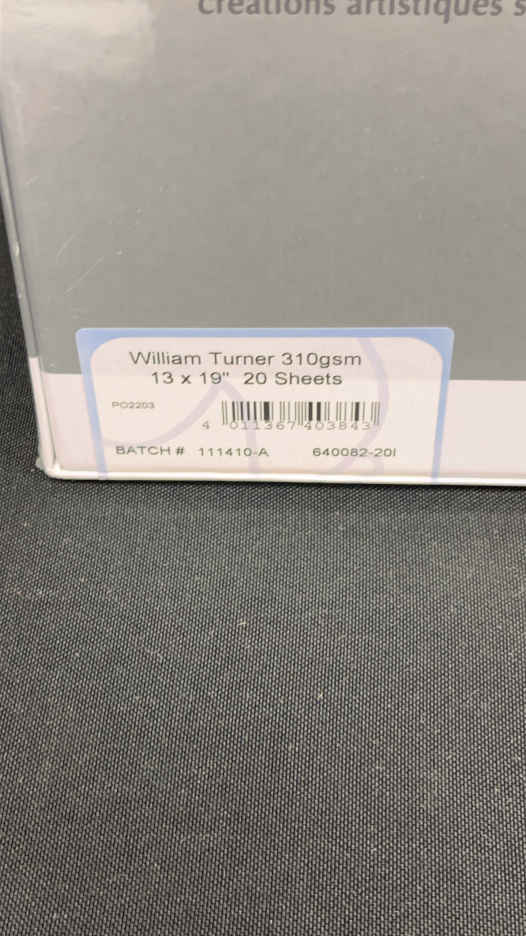 créations artistiques
William Turner 310gsm
13 x 19" 20 Sheets
PO2203
4 011367 403843
BATCH # 111410-A 640082-20I